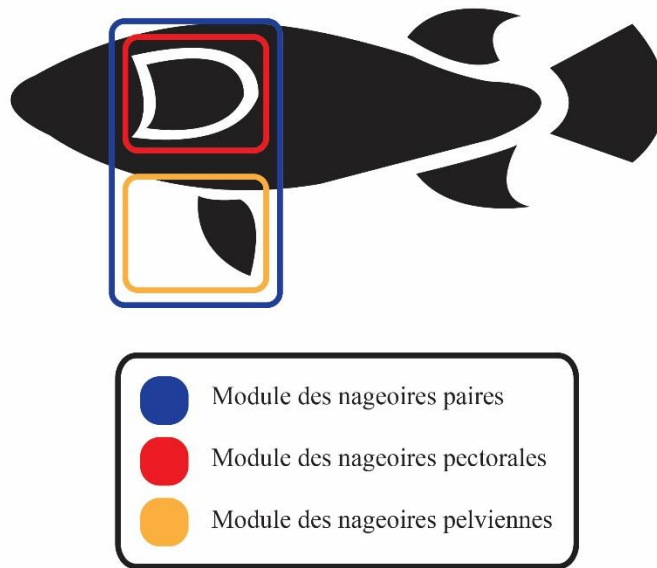 Module des nageoires paires
Module des nageoires pectorales
Module des nageoires pelviennes